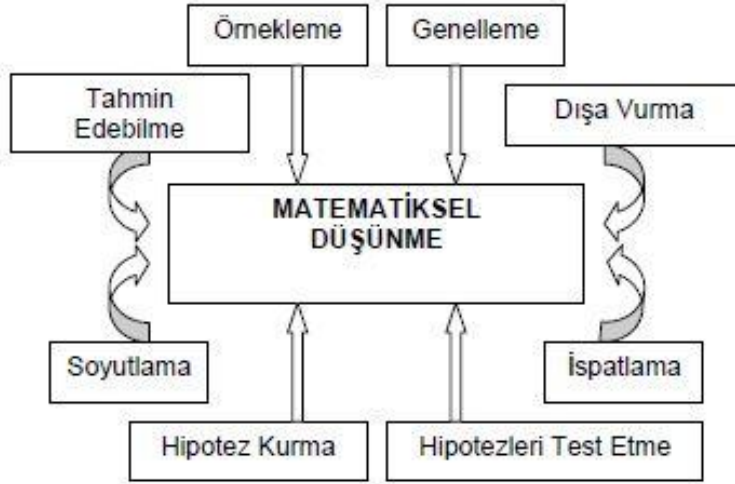 Örnekleme
Genelleme
Tahmin
Edebilme
Dışa Vurma
MATEMATİKSEL
DÜŞÜNME
Soyutlama
İspatlama
Hipotez Kurma
Hipotezleri Test Etme